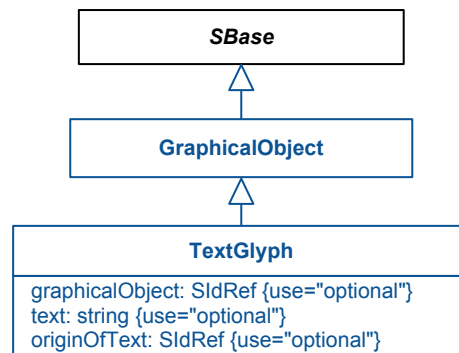 SBase
GraphicalObject
TextGlyph
graphicalObject: SIdRef {use="optional"}
text: string {use="optional"}
originOfText: SIdRef {use="optional"}